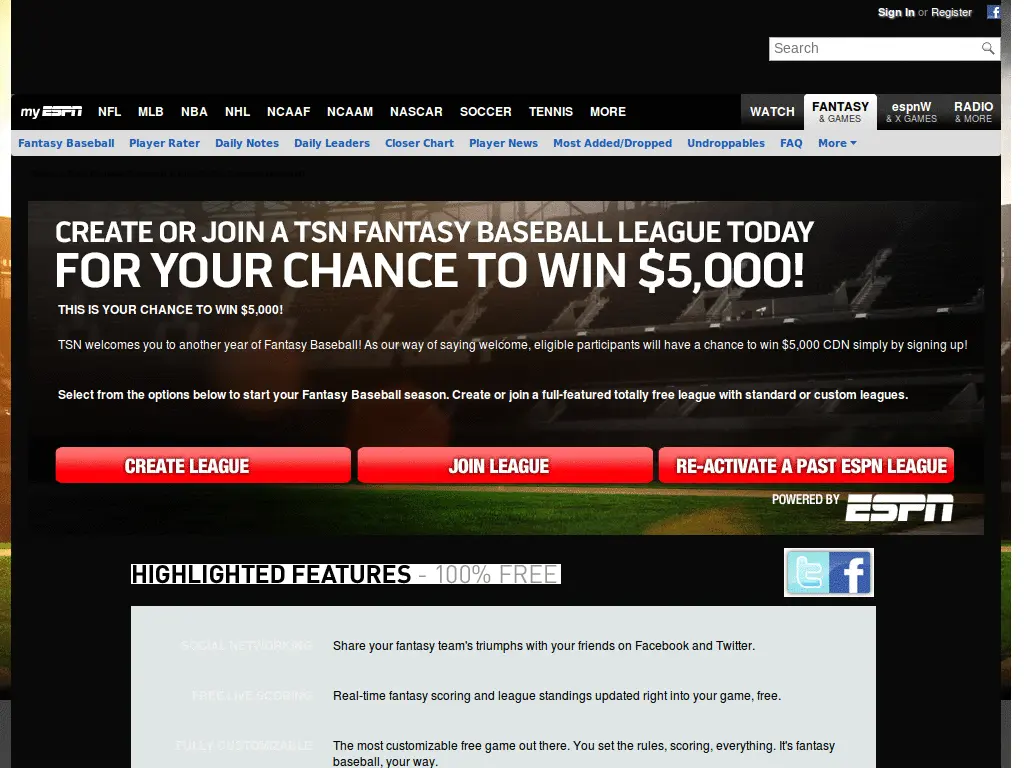 Sign In or Register
Search
my ESPN NFL MLB NBA NHL NCAAF NCAAM NASCAR SOCCER TENNIS MORE WATCH FANTASY & GAMES espnW & X GAMES RADIO & MORE
Fantasy Baseball Player Rater Daily Notes Daily Leaders Closer Chart Player News Most Added/Dropped Undroppables FAQ More
CREATE OR JOIN A TSN FANTASY BASEBALL LEAGUE TODAY
FOR YOUR CHANCE TO WIN $5,000!
THIS IS YOUR CHANCE TO WIN $5,000!
TSN welcomes you to another year of Fantasy Baseball! As our way of saying welcome, eligible participants will have a chance to win $5,000 CDN simply by signing up!
Select from the options below to start your Fantasy Baseball season. Create or join a full-featured totally free league with standard or custom leagues.
CREATE LEAGUE JOIN LEAGUE RE-ACTIVATE A PAST ESPN LEAGUE
POWERED BY ESPN
HIGHLIGHTED FEATURES - 100% FREE
SOCIAL NETWORKING Share your fantasy team's triumphs with your friends on Facebook and Twitter.
FREE LIVE SCORING Real-time fantasy scoring and league standings updated right into your game, free.
FULLY CUSTOMIZABLE The most customizable free game out there. You set the rules, scoring, everything. It's fantasy
baseball, your way.